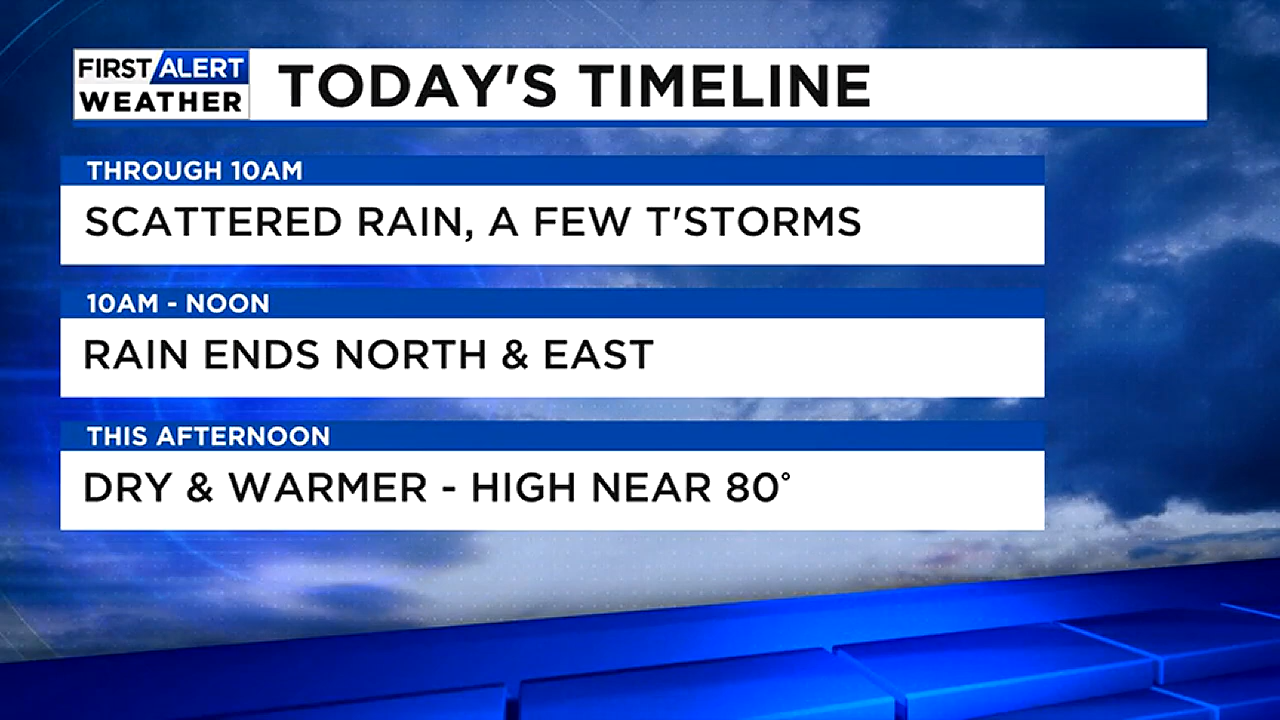 FIRST ALERT
WEATHER
TODAY'S TIMELINE
THROUGH 10AM
SCATTERED RAIN, A FEW T'STORMS
10AM - NOON
RAIN ENDS NORTH & EAST
THIS AFTERNOON
DRY & WARMER - HIGH NEAR 80°